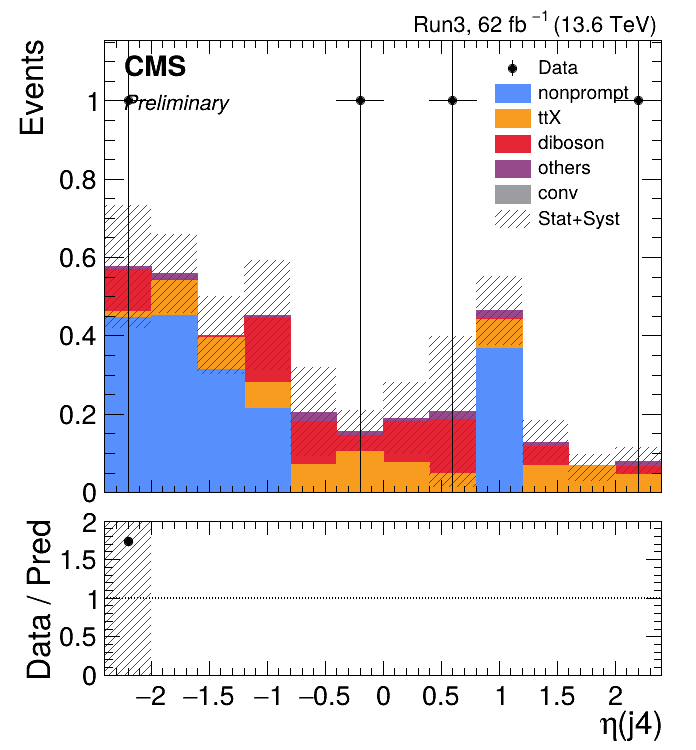 Run3, 62 fb⁻¹ (13.6 TeV)
CMS
Preliminary
Events
Data
nonprompt
ttX
diboson
others
conv
Stat+Syst
1
0.8
0.6
0.4
0.2
0
Data / Pred
2
1.5
1
0.5
0
−2 −1.5 −1 −0.5 0 0.5 1 1.5 2
η(j4)